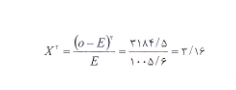 X² = (o – E)² / E = ۳۱۸۴/۵ / ۱۰۰۵/۶ = ۳/۱۶